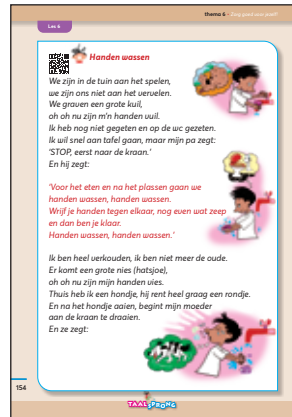 thema 6 - Zorg goed voor jezelf!
Les 6
Handen wassen
We zijn in de tuin aan het spelen,
we zijn ons niet aan het vervelen.
We graven een grote kuil,
oh oh nu zijn m'n handen vuil.
Ik heb nog niet gegeten en op de wc gezeten.
Ik wil snel aan tafel gaan, maar mijn pa zegt:
'STOP, eerst naar de kraan.'
En hij zegt:
'Voor het eten en na het plassen gaan we
handen wassen, handen wassen.
Wrijf je handen tegen elkaar, nog even wat zeep
en dan ben je klaar.
Handen wassen, handen wassen.'
Ik ben heel verkouden, ik ben niet meer de oude.
Er komt een grote nies (hatsjoe),
oh oh nu zijn mijn handen vies.
Thuis heb ik een hondje, hij rent heel graag een rondje.
En na het hondje aaien, begint mijn moeder
aan de kraan te draaien.
En ze zegt:
154
TAALSPRONG